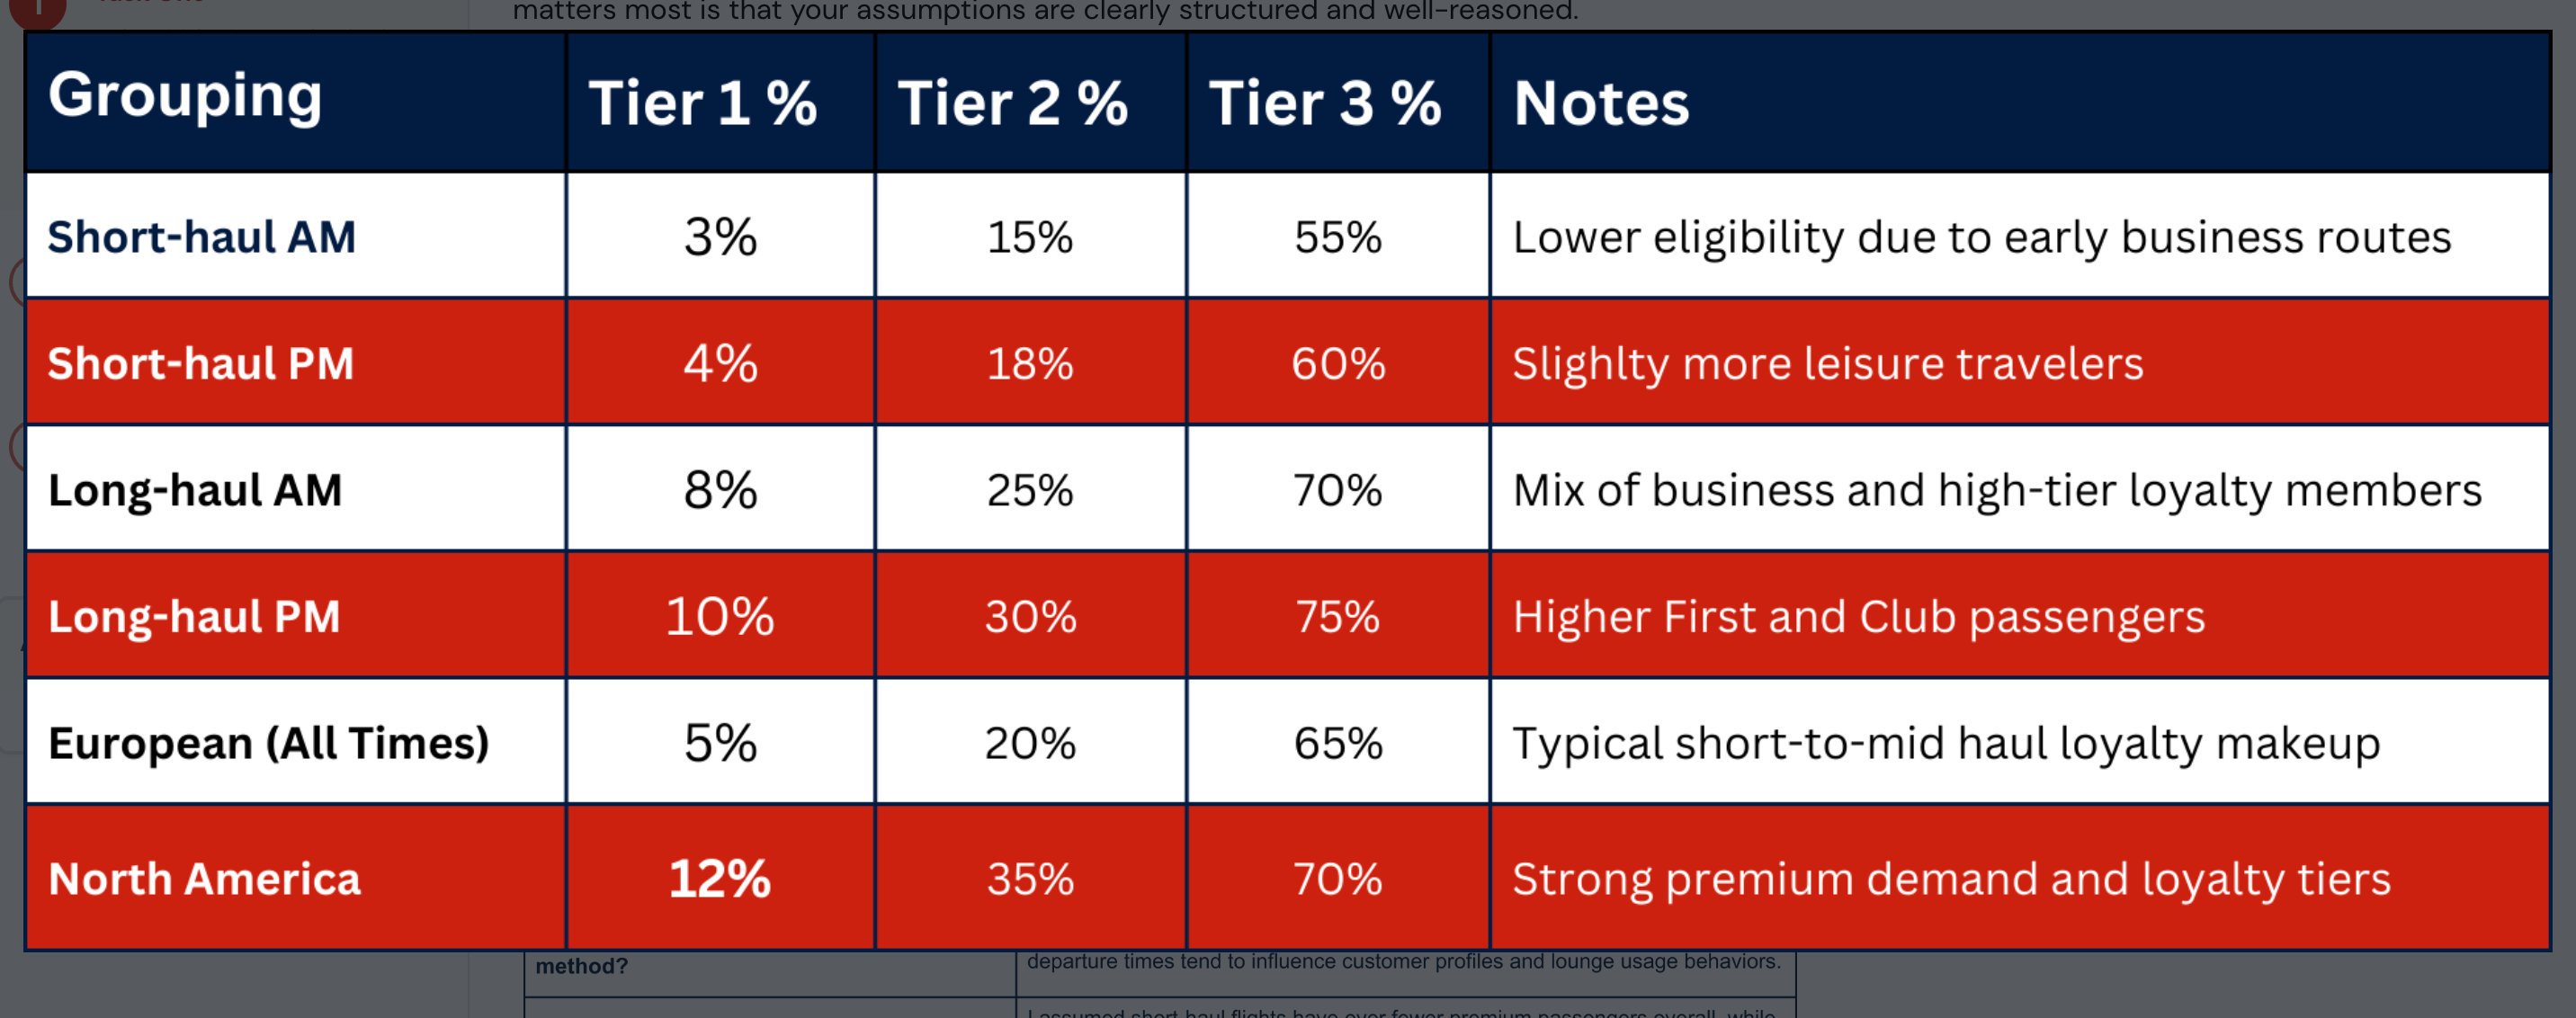 matters most is that your assumptions are clearly structured and well-reasoned.
Grouping Tier 1 % Tier 2 % Tier 3 % Notes
Short-haul AM 3% 15% 55% Lower eligibility due to early business routes
Short-haul PM 4% 18% 60% Slighlty more leisure travelers
Long-haul AM 8% 25% 70% Mix of business and high-tier loyalty members
Long-haul PM 10% 30% 75% Higher First and Club passengers
European (All Times) 5% 20% 65% Typical short-to-mid haul loyalty makeup
North America 12% 35% 70% Strong premium demand and loyalty tiers
method? departure times tend to influence customer profiles and lounge usage behaviors.